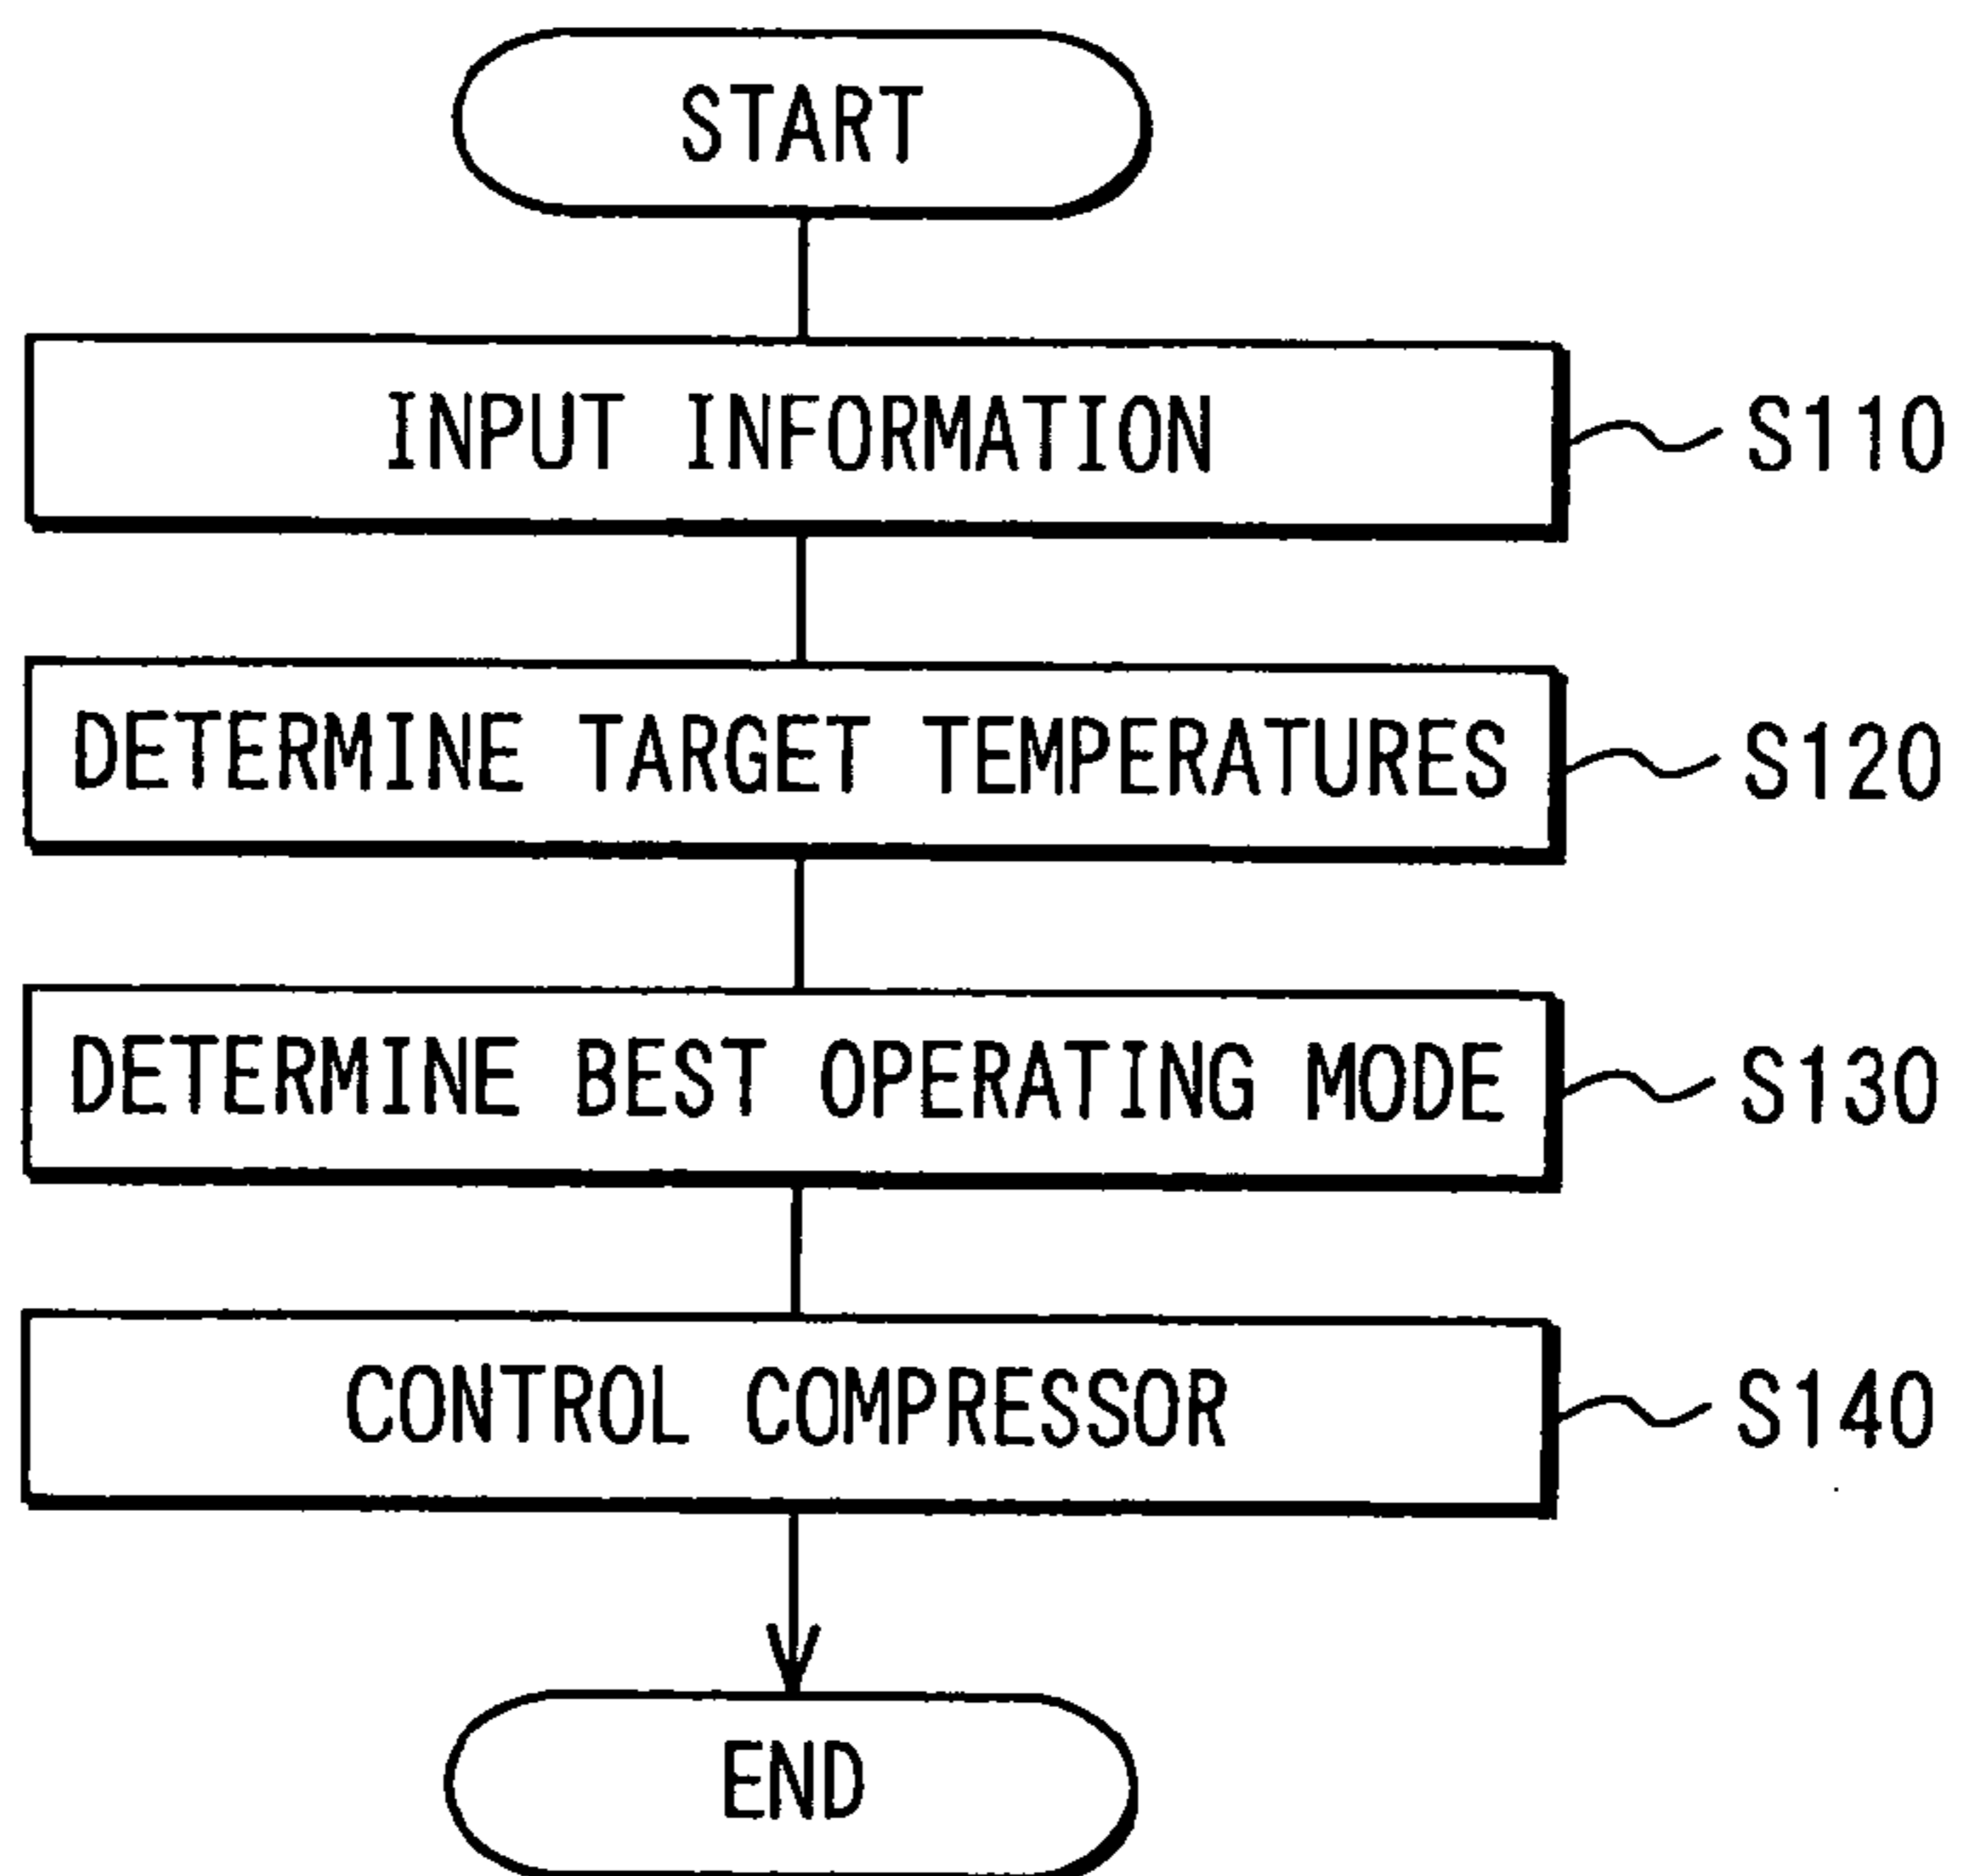 START
INPUT INFORMATION
S110
DETERMINE TARGET TEMPERATURES
S120
DETERMINE BEST OPERATING MODE
S130
CONTROL COMPRESSOR
S140
END